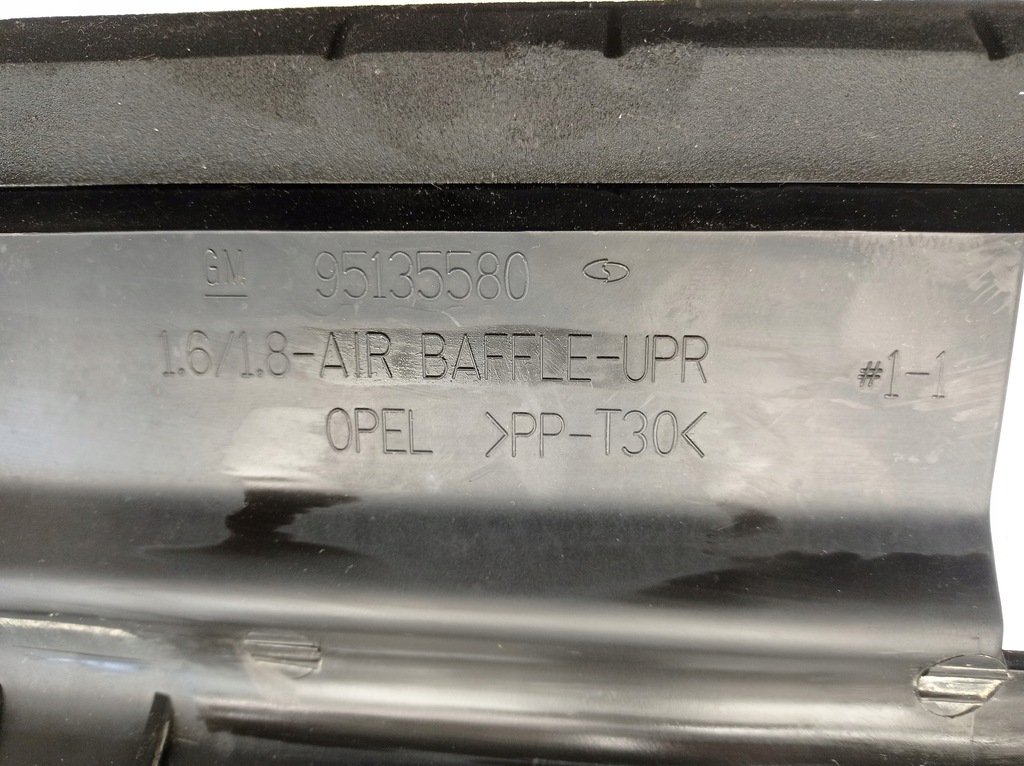 GM 95135580
1.6/1.8-AIR BAFFLE-UPR #1-1
OPEL >PP-T30<